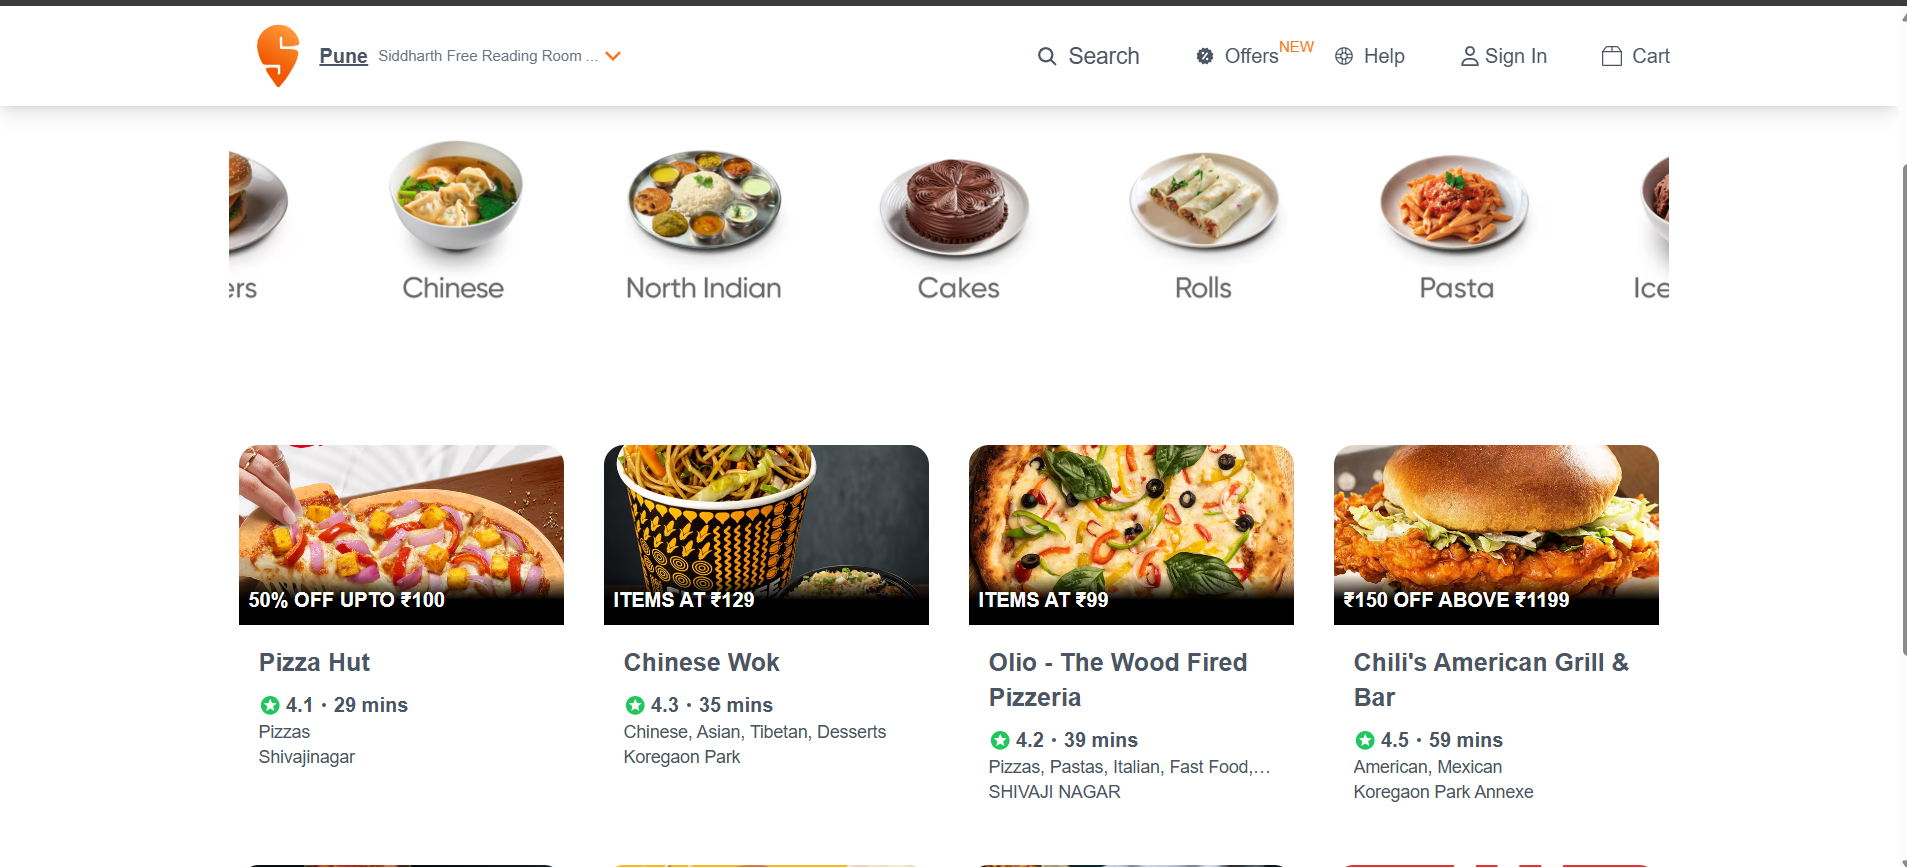 Pune Siddharth Free Reading Room ...
Search
Offers NEW
Help
Sign In
Cart
ers
Chinese
North Indian
Cakes
Rolls
Pasta
Ice
50% OFF UPTO ₹100
ITEMS AT ₹129
ITEMS AT ₹99
₹150 OFF ABOVE ₹1199
Pizza Hut
4.1 · 29 mins
Pizzas
Shivajinagar
Chinese Wok
4.3 · 35 mins
Chinese, Asian, Tibetan, Desserts
Koregaon Park
Olio - The Wood Fired
Pizzeria
4.2 · 39 mins
Pizzas, Pastas, Italian, Fast Food,...
SHIVAJI NAGAR
Chili's American Grill &
Bar
4.5 · 59 mins
American, Mexican
Koregaon Park Annexe